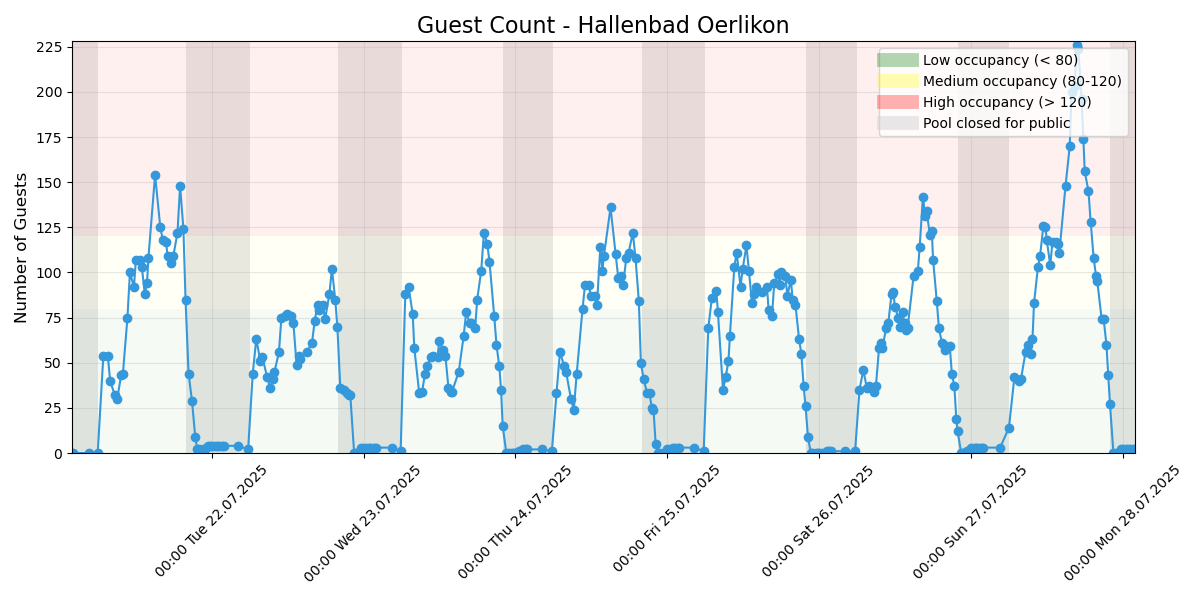 Guest Count - Hallenbad Oerlikon
Number of Guests
225
200
175
150
125
100
75
50
25
0
Low occupancy (< 80)
Medium occupancy (80-120)
High occupancy (> 120)
Pool closed for public
00:00 Tue 22.07.2025
00:00 Wed 23.07.2025
00:00 Thu 24.07.2025
00:00 Fri 25.07.2025
00:00 Sat 26.07.2025
00:00 Sun 27.07.2025
00:00 Mon 28.07.2025